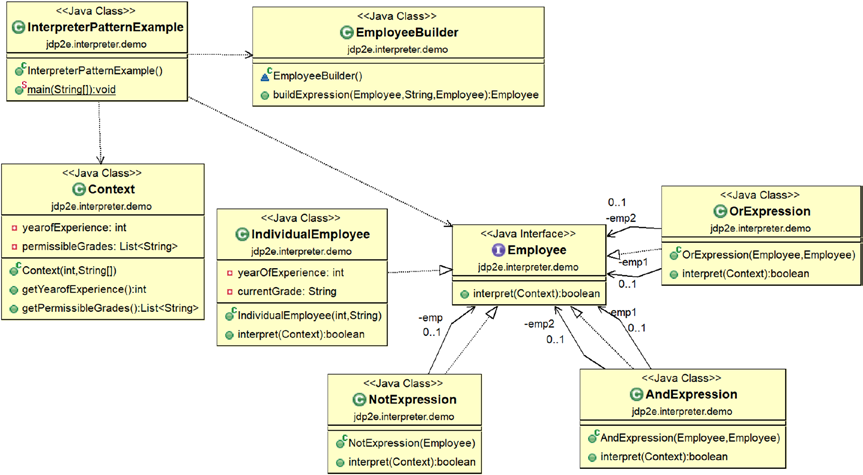 <<Java Class>>
InterpreterPatternExample
jdp2e.interpreter.demo
InterpreterPatternExample()
main(String[]):void
<<Java Class>>
EmployeeBuilder
jdp2e.interpreter.demo
EmployeeBuilder()
buildExpression(Employee,String,Employee):Employee
<<Java Class>>
Context
jdp2e.interpreter.demo
yearofExperience: int
permissibleGrades: List<String>
Context(int,String[])
getYearofExperience():int
getPermissibleGrades():List<String>
<<Java Class>>
IndividualEmployee
jdp2e.interpreter.demo
yearOfExperience: int
currentGrade: String
IndividualEmployee(int,String)
interpret(Context):boolean
<<Java Interface>>
Employee
jdp2e.interpreter.demo
interpret(Context):boolean
<<Java Class>>
OrExpression
jdp2e.interpreter.demo
OrExpression(Employee,Employee)
interpret(Context):boolean
0..1
-emp2
-emp1
0..1
-emp
0..1
-emp2
0..1
-emp1
0..1
<<Java Class>>
NotExpression
jdp2e.interpreter.demo
NotExpression(Employee)
interpret(Context):boolean
<<Java Class>>
AndExpression
jdp2e.interpreter.demo
AndExpression(Employee,Employee)
interpret(Context):boolean